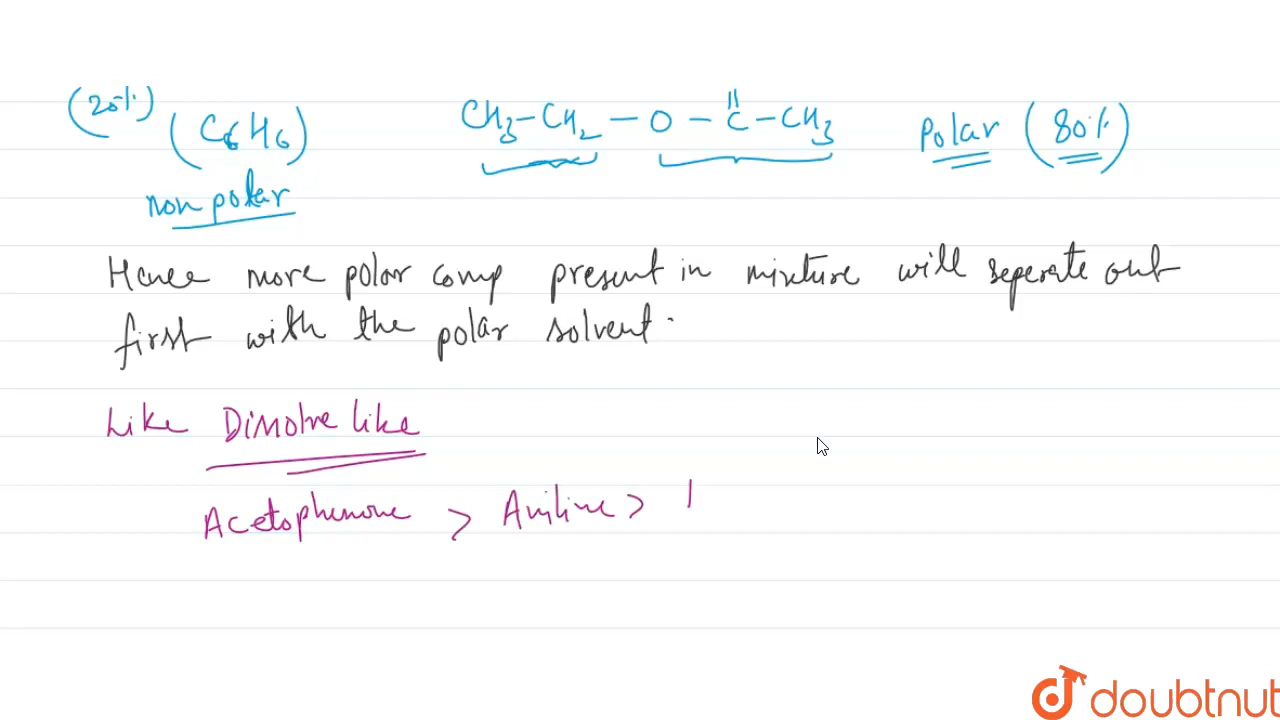 (20%) (C6H6) CH3-CH2-O-C-CH3 Polar (80%)
non polar
Hence more polar comp present in mixture will seperate out
first with the polar solvent.
Like Dissolve like
Acetophenone > Aniline >
doubtnut